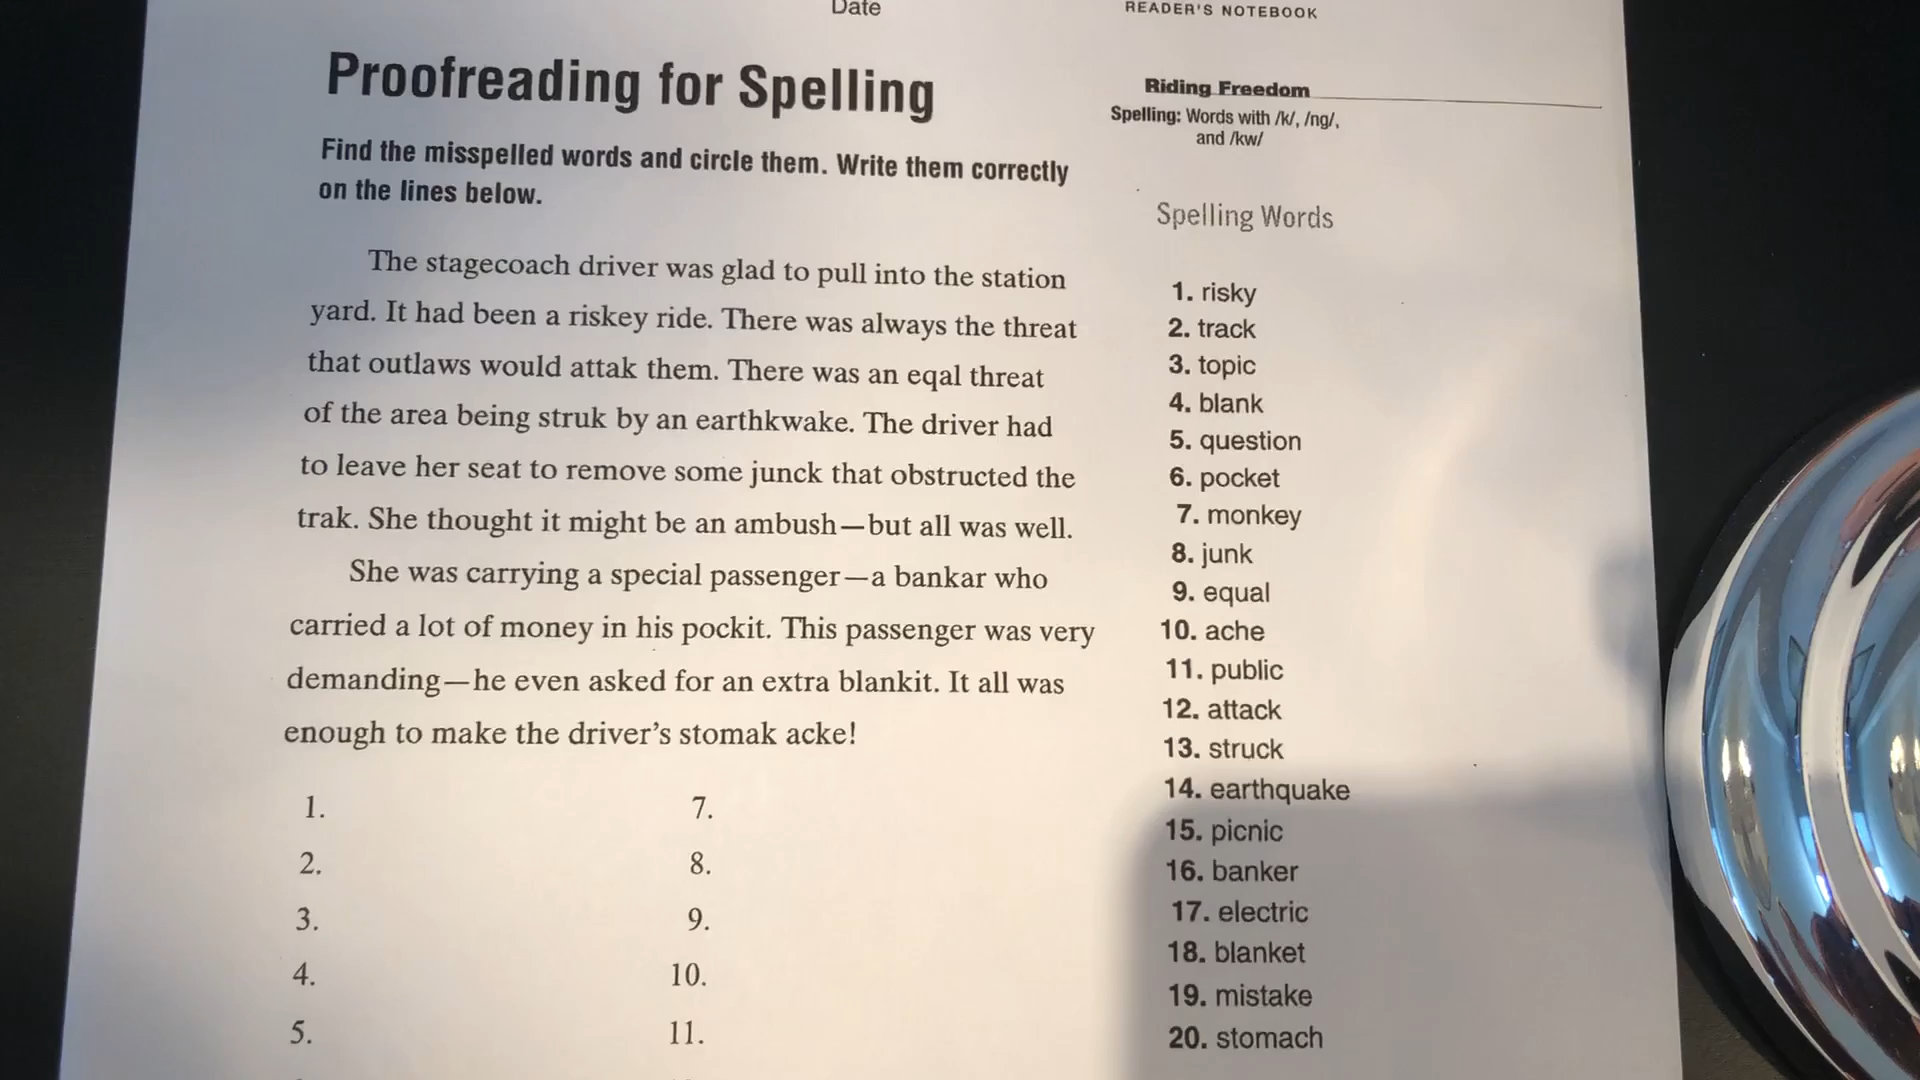 Date
READER'S NOTEBOOK
Proofreading for Spelling
Riding Freedom
Spelling: Words with /k/, /ng/,
and /kw/
Find the misspelled words and circle them. Write them correctly
on the lines below.
The stagecoach driver was glad to pull into the station
yard. It had been a riskey ride. There was always the threat
that outlaws would attak them. There was an eqal threat
of the area being struk by an earthkwake. The driver had
to leave her seat to remove some junck that obstructed the
trak. She thought it might be an ambush—but all was well.
She was carrying a special passenger—a bankar who
carried a lot of money in his pockit. This passenger was very
demanding—he even asked for an extra blankit. It all was
enough to make the driver's stomak acke!
1.
2.
3.
4.
5.
7.
8.
9.
10.
11.
Spelling Words
1. risky
2. track
3. topic
4. blank
5. question
6. pocket
7. monkey
8. junk
9. equal
10. ache
11. public
12. attack
13. struck
14. earthquake
15. picnic
16. banker
17. electric
18. blanket
19. mistake
20. stomach